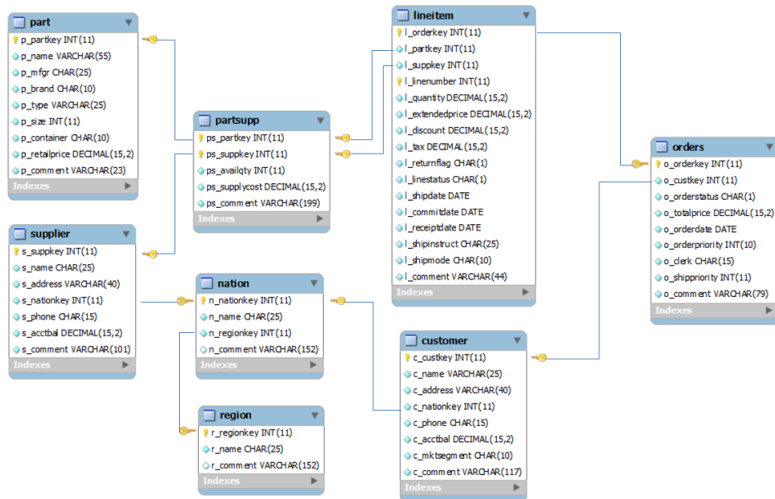 part
p_partkey INT(11)
p_name VARCHAR(55)
p_mfgr CHAR(25)
p_brand CHAR(10)
p_type VARCHAR(25)
p_size INT(11)
p_container CHAR(10)
p_retailprice DECIMAL(15,2)
p_comment VARCHAR(23)
Indexes
supplier
s_suppkey INT(11)
s_name CHAR(25)
s_address VARCHAR(40)
s_nationkey INT(11)
s_phone CHAR(15)
s_acctbal DECIMAL(15,2)
s_comment VARCHAR(101)
Indexes
partsupp
ps_partkey INT(11)
ps_suppkey INT(11)
ps_availqty INT(11)
ps_supplycost DECIMAL(15,2)
ps_comment VARCHAR(199)
Indexes
nation
n_nationkey INT(11)
n_name CHAR(25)
n_regionkey INT(11)
n_comment VARCHAR(152)
Indexes
region
r_regionkey INT(11)
r_name CHAR(25)
r_comment VARCHAR(152)
Indexes
lineitem
l_orderkey INT(11)
l_partkey INT(11)
l_suppkey INT(11)
l_linenumber INT(11)
l_quantity DECIMAL(15,2)
l_extendedprice DECIMAL(15,2)
l_discount DECIMAL(15,2)
l_tax DECIMAL(15,2)
l_returnflag CHAR(1)
l_linestatus CHAR(1)
l_shipdate DATE
l_commitdate DATE
l_receiptdate DATE
l_shipinstruct CHAR(25)
l_shipmode CHAR(10)
l_comment VARCHAR(44)
Indexes
customer
c_custkey INT(11)
c_name VARCHAR(25)
c_address VARCHAR(40)
c_nationkey INT(11)
c_phone CHAR(15)
c_acctbal DECIMAL(15,2)
c_mktsegment CHAR(10)
c_comment VARCHAR(117)
Indexes
orders
o_orderkey INT(11)
o_custkey INT(11)
o_orderstatus CHAR(1)
o_totalprice DECIMAL(15,2)
o_orderdate DATE
o_orderpriority INT(10)
o_clerk CHAR(15)
o_shippriority INT(11)
o_comment VARCHAR(79)
Indexes